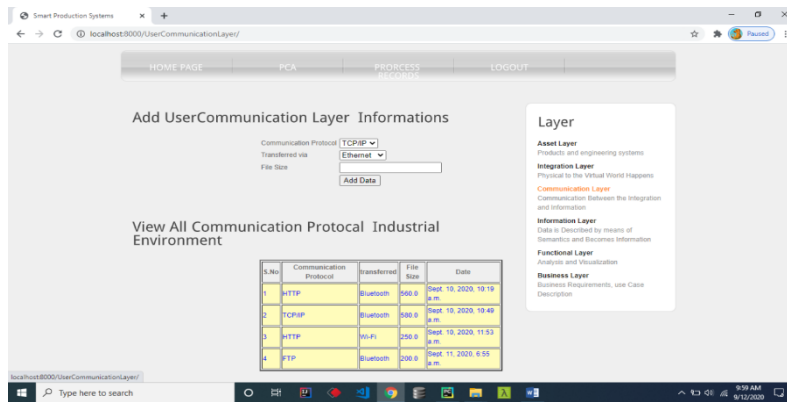 Smart Production Systems
localhost:8000/UserCommunicationLayer/
Paused
HOME PAGE
PCA
PRORCESS
RECORDS
LOGOUT
Add UserCommunication Layer Informations
Communication Protocol TCP/IP
Transferred via Ethernet
File Size
Add Data
View All Communication Protocal Industrial
Environment
S.No Communication Protocol transferred File Size Date
1 HTTP Bluetooth 560.0 Sept. 10, 2020, 10:19 a.m.
2 TCP/IP Bluetooth 580.0 Sept. 10, 2020, 10:49 a.m.
3 HTTP Wi-Fi 250.0 Sept. 10, 2020, 11:53 a.m.
4 FTP Bluetooth 200.0 Sept. 11, 2020, 6:55 a.m.
Layer
Asset Layer
Products and engineering systems
Integration Layer
Physical to the Virtual World Happens
Communication Layer
Communication Between the Integration
and Information
Information Layer
Data is Described by means of
Semantics and Becomes Information
Functional Layer
Analysis and Visualization
Business Layer
Business Requirements, use Case
Description
localhost:8000/UserCommunicationLayer/
Type here to search
9:59 AM
9/12/2020